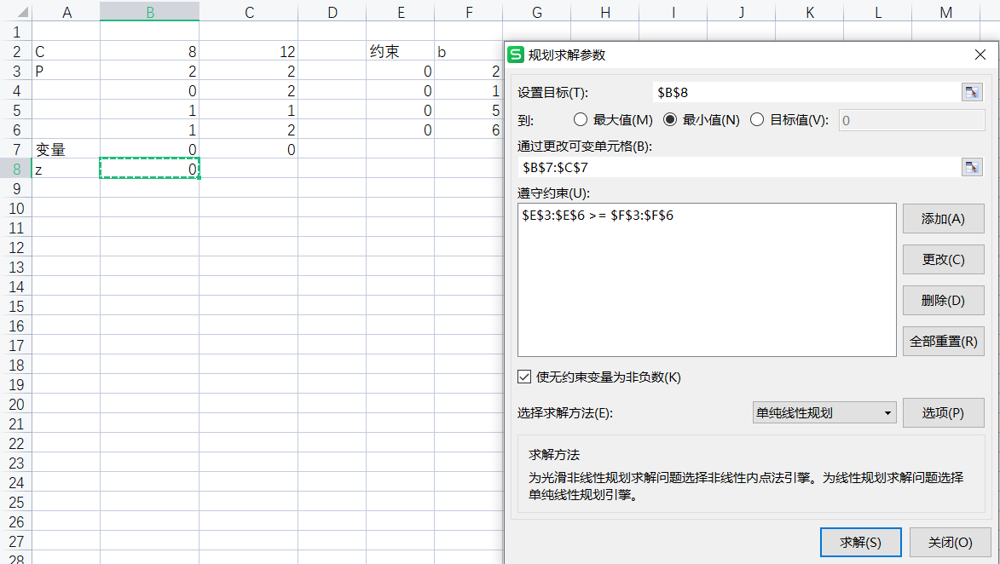 A B C D E F G H I J K L M
1
2 C 8 12 约束 b
3 P 2 2 0 2
4 0 2 0 1
5 1 1 0 5
6 1 2 0 6
7 变量 0 0
8 z 0
9
10
11
12
13
14
15
16
17
18
19
20
21
22
23
24
25
26
27
28
S 规划求解参数
设置目标(T): $B$8
到: 最大值(M) 最小值(N) 目标值(V): 0
通过更改可变单元格(B):
$B$7:$C$7
遵守约束(U):
$E$3:$E$6 >= $F$3:$F$6
添加(A)
更改(C)
删除(D)
全部重置(R)
使无约束变量为非负数(K)
选择求解方法(E): 单纯线性规划 选项(P)
求解方法
为光滑非线性规划求解问题选择非线性内点法引擎。为线性规划求解问题选择
单纯线性规划引擎。
求解(S) 关闭(O)